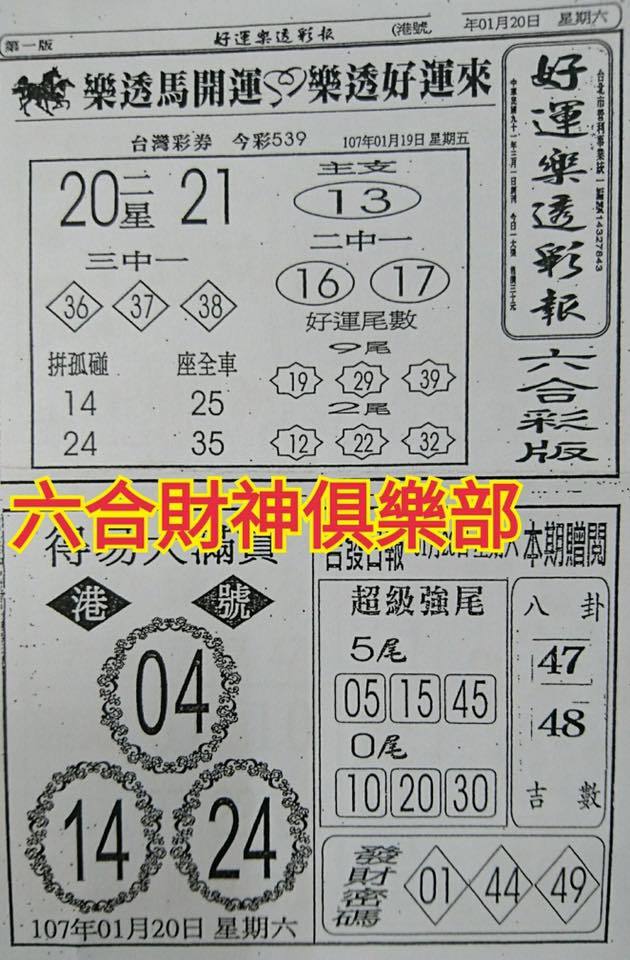 第一版 好運樂透彩報 (港號 年01月20日 星期六
樂透馬開運 樂透好運來
台灣彩券 今彩539 107年01月19日 星期五
20 二星 21
三中一
36 37 38
拼孤碰 座全車
14 25
24 35
主支
13
二中一
16 17
好運尾數
9尾
19 29 39
2尾
12 22 32
好運樂透彩報
六合彩版
六合財神俱樂部
港號
04
14 24
107年01月20日 星期六
本期贈閱
超級強尾
5尾
05 15 45
0尾
10 20 30
八卦
47
48
吉數
發財密碼
01 44 49